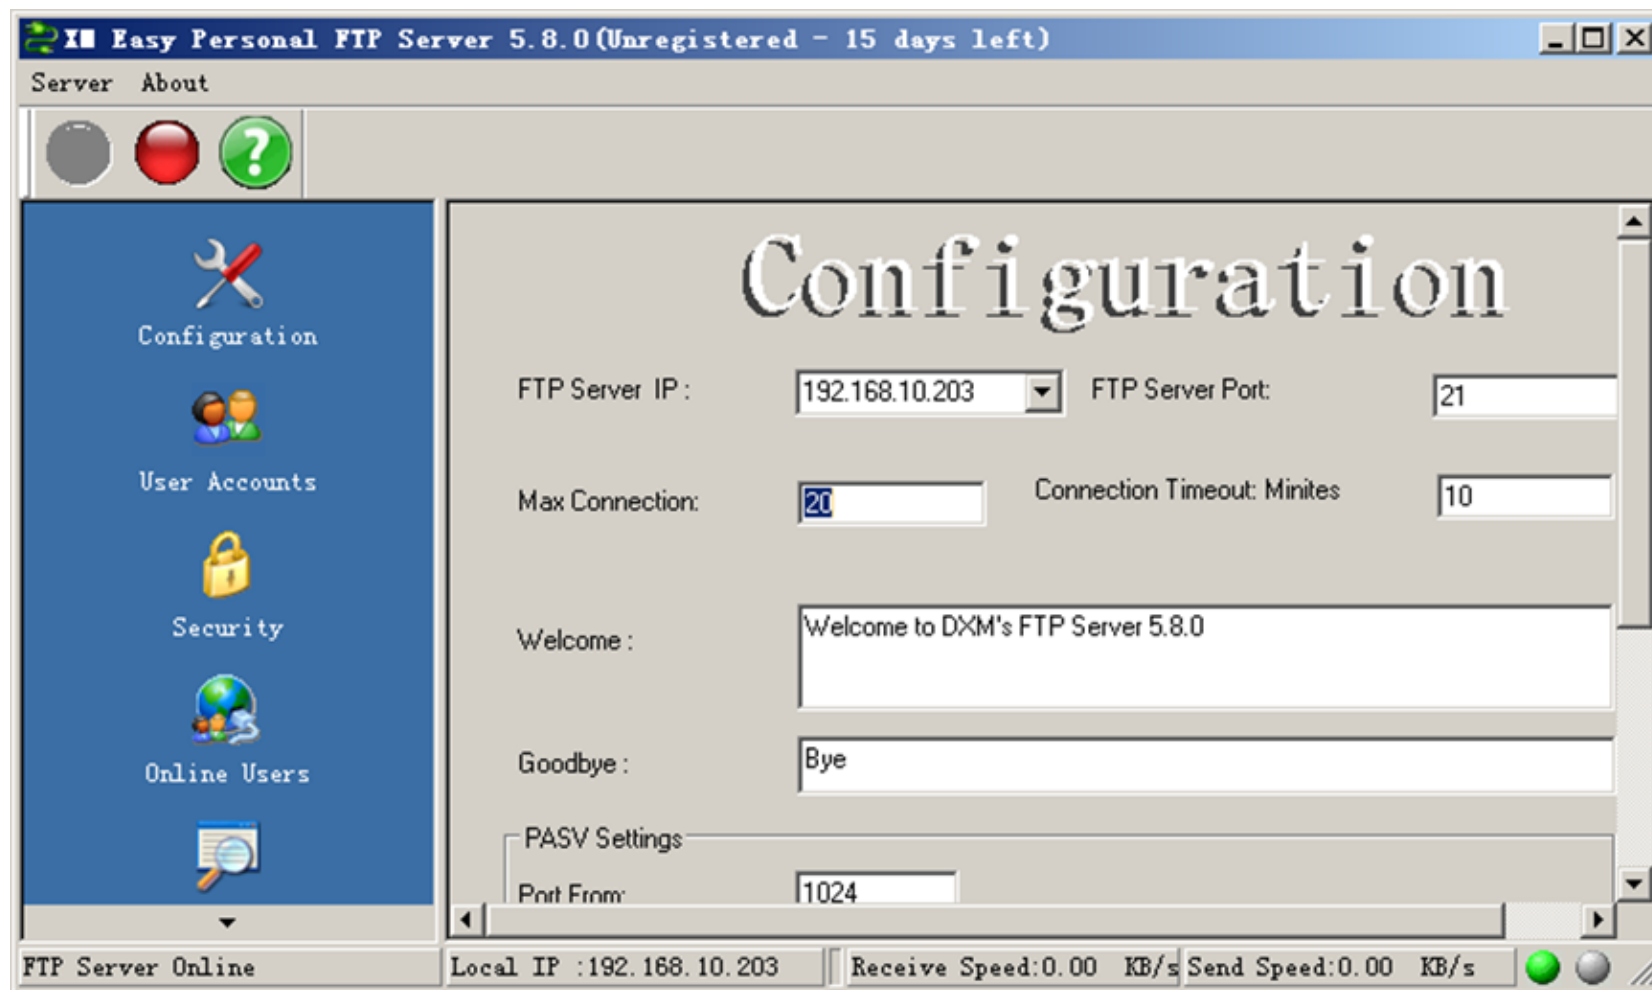 XM Easy Personal FTP Server 5.8.0(Unregistered - 15 days left)
Server About
Configuration
FTP Server IP : 192.168.10.203 FTP Server Port: 21
Max Connection: 20 Connection Timeout: Minites 10
Welcome : Welcome to DXM's FTP Server 5.8.0
Goodbye : Bye
PASV Settings
Port From: 1024
Configuration
User Accounts
Security
Online Users
FTP Server Online Local IP :192.168.10.203 Receive Speed:0.00 KB/s Send Speed:0.00 KB/s